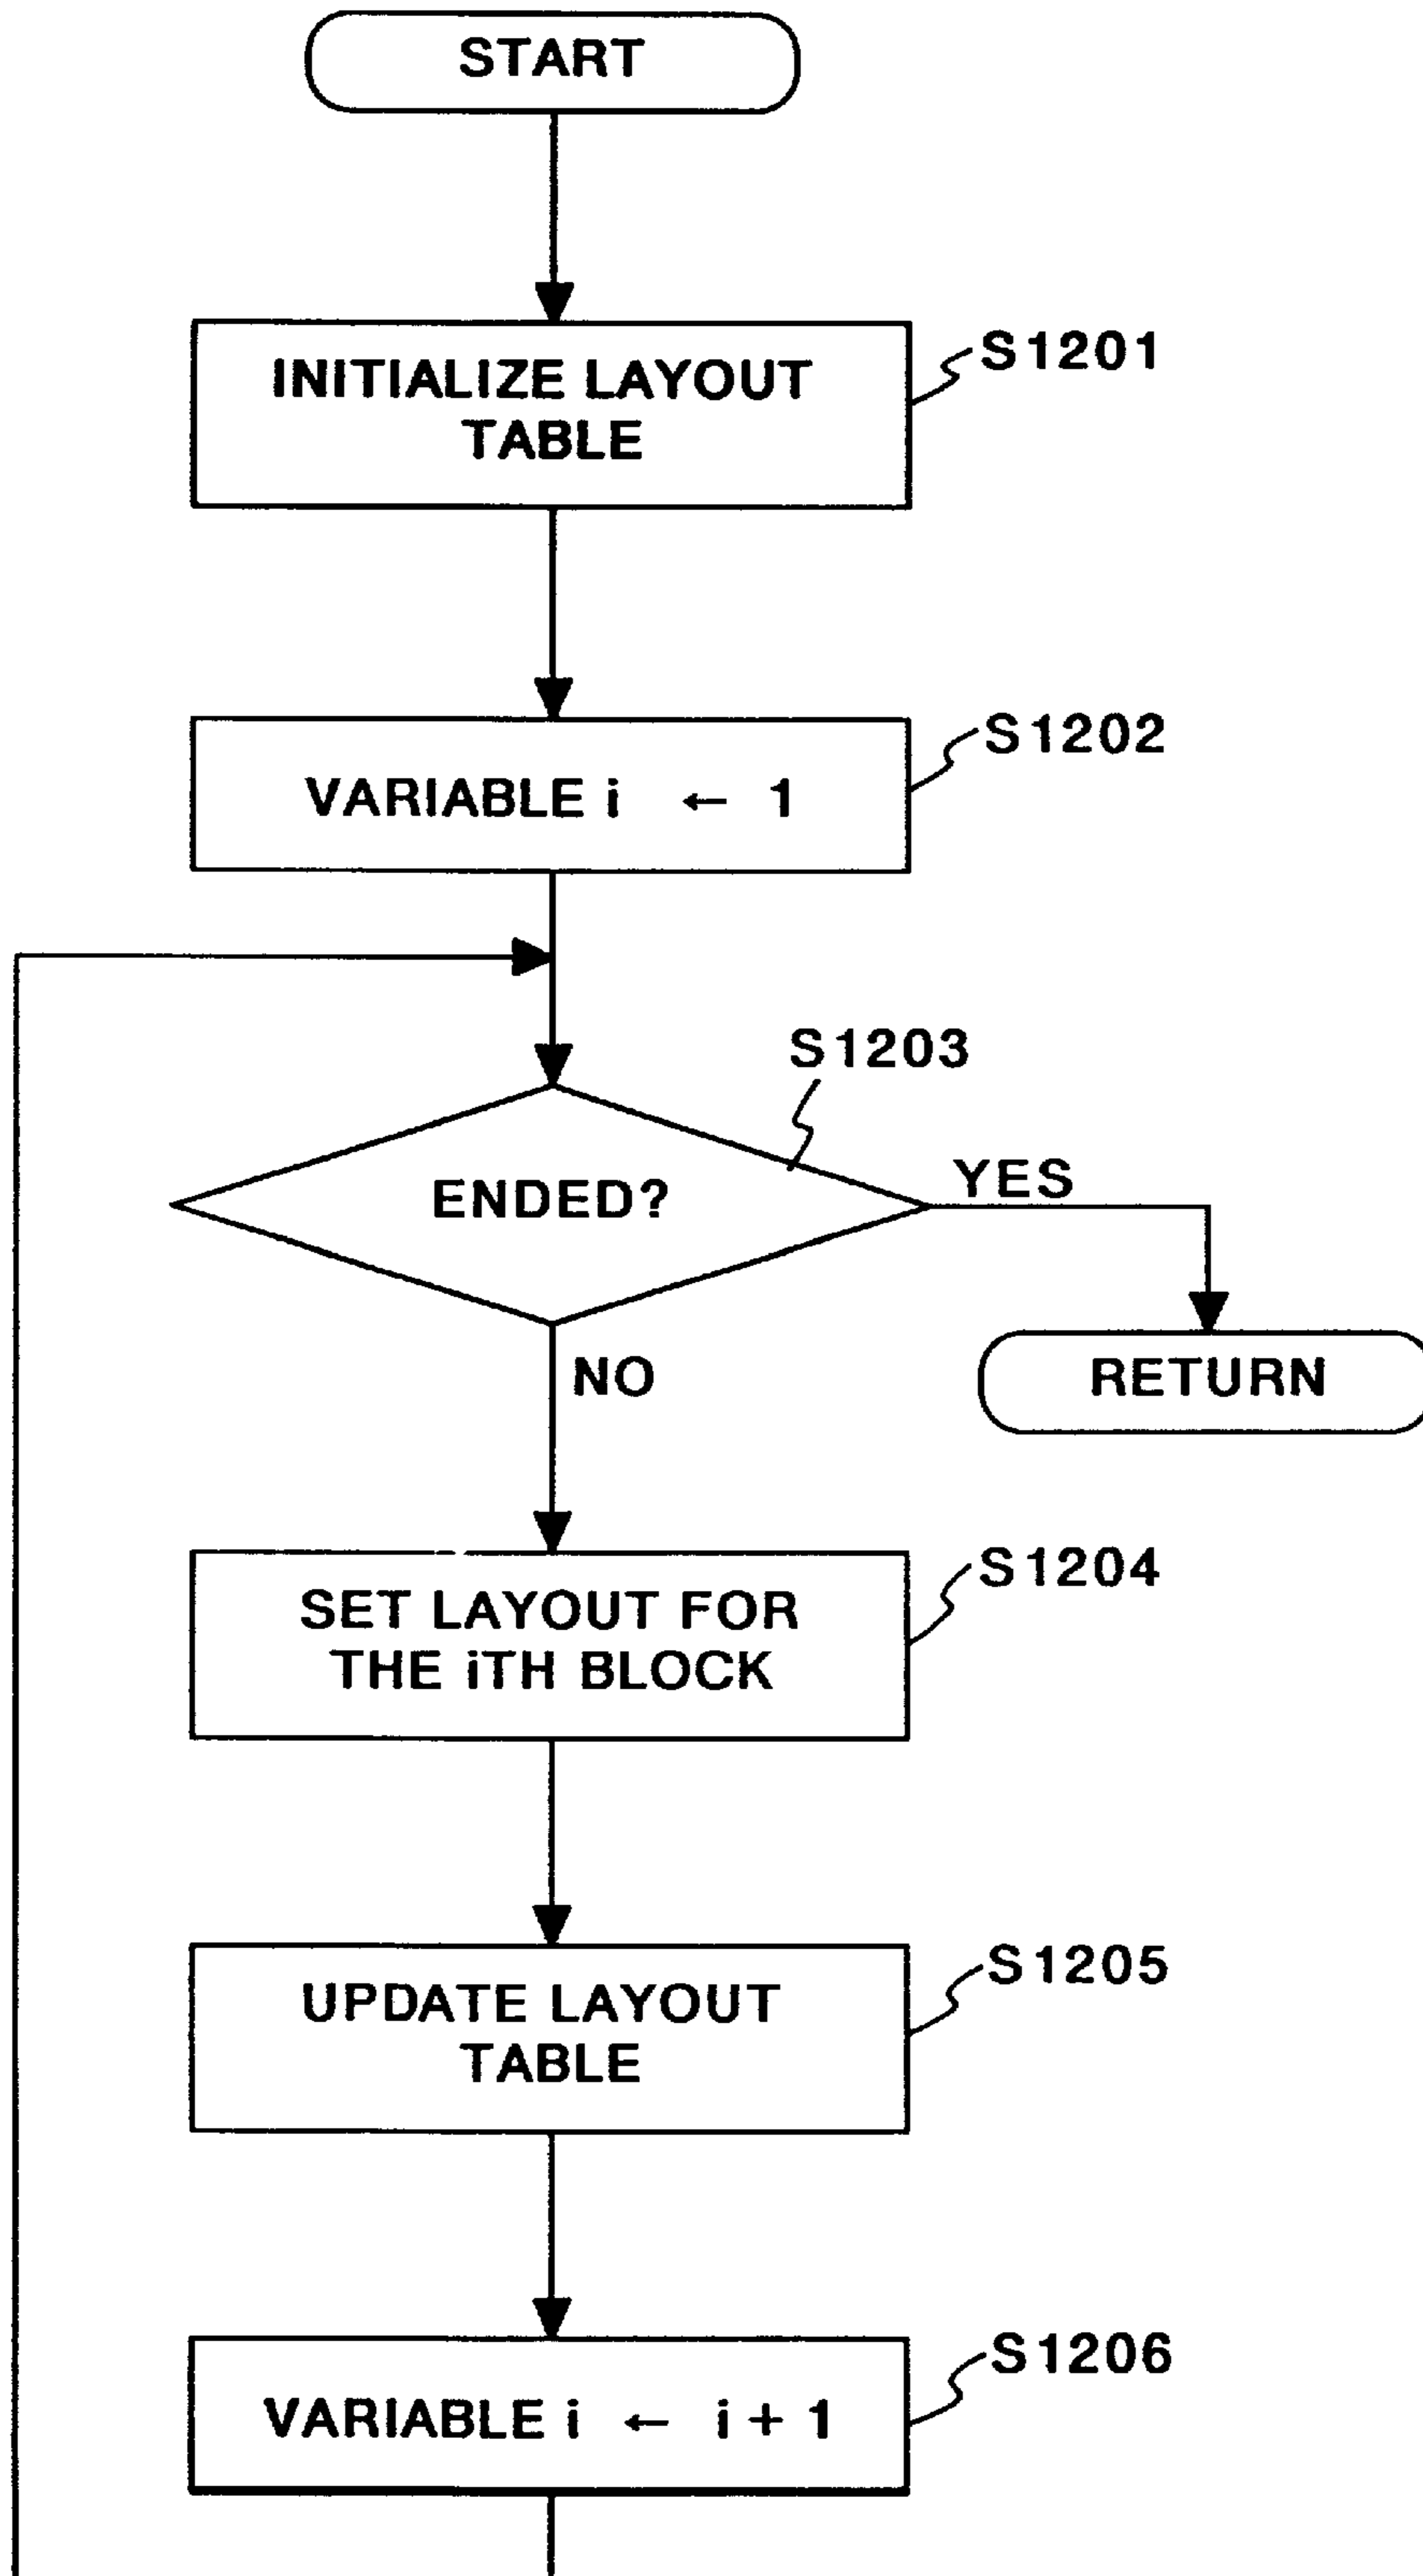 START
INITIALIZE LAYOUT
TABLE
S1201
VARIABLE i ← 1
S1202
S1203
ENDED?
YES
NO
RETURN
SET LAYOUT FOR
THE iTH BLOCK
S1204
UPDATE LAYOUT
TABLE
S1205
VARIABLE i ← i + 1
S1206